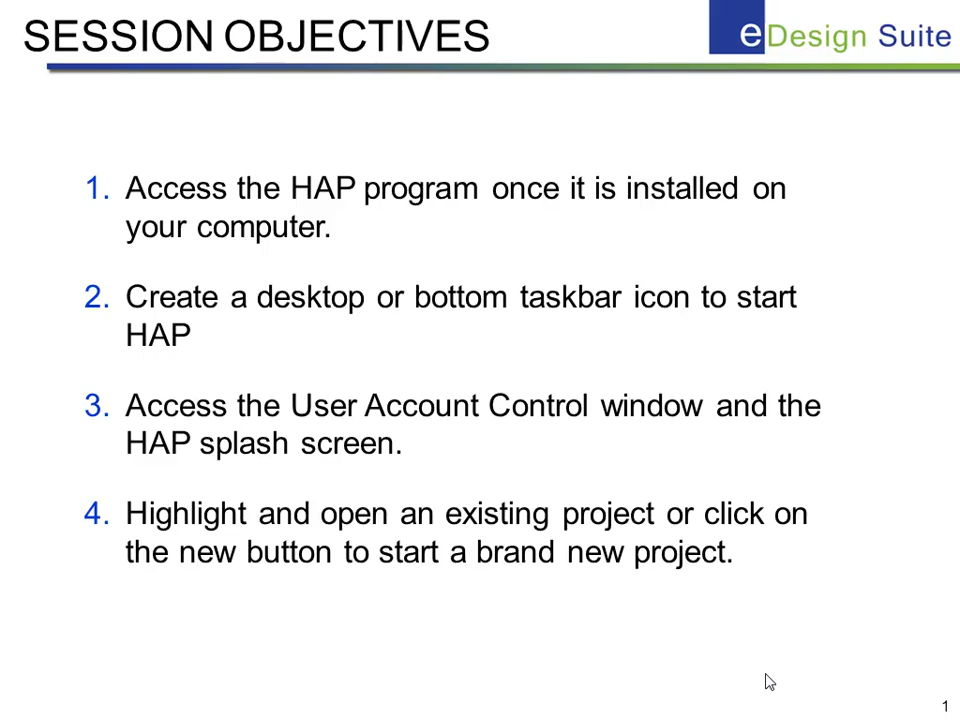 SESSION OBJECTIVES
eDesign Suite
1. Access the HAP program once it is installed on
your computer.
2. Create a desktop or bottom taskbar icon to start
HAP
3. Access the User Account Control window and the
HAP splash screen.
4. Highlight and open an existing project or click on
the new button to start a brand new project.
1